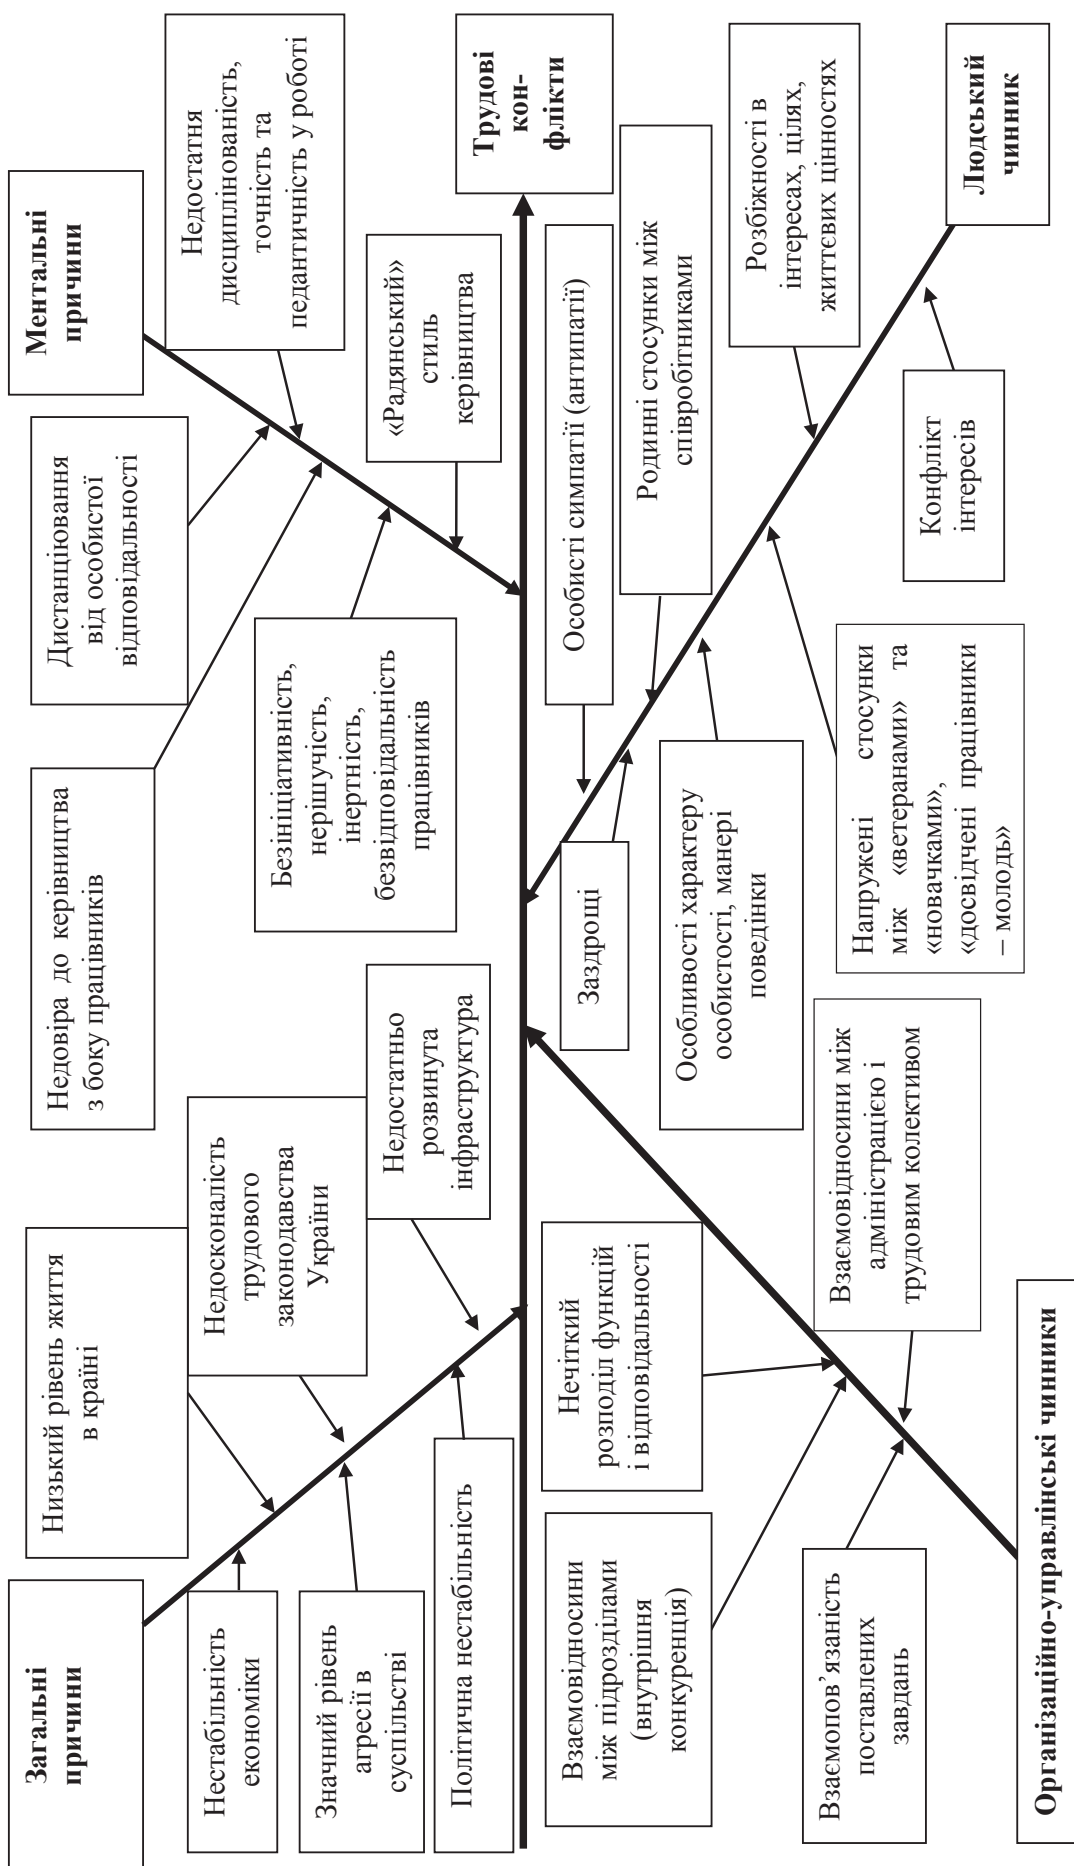 Загальні
причини
Низький рівень життя
в країні
Недовіра до керівництва
з боку працівників
Дистанціювання
від особистої
відповідальності
Ментальні
причини
Нестабільність
економіки
Недосконалість
трудового
законодавства
України
Безініціативність,
нерішучість,
інертність,
безвідповідальність
працівників
Недостатня
дисциплінованість,
точність та
педантичність у роботі
Значний рівень
агресії в
суспільстві
Недостатньо
розвинута
інфраструктура
«Радянський»
стиль
керівництва
Політична нестабільність
Трудові
кон-
флікти
Взаємовідносини
між підрозділами
(внутрішня
конкуренція)
Нечіткий
розподіл функцій
і відповідальності
Заздрощі
Особисті симпатії (антипатії)
Родинні стосунки між
співробітниками
Особливості характеру
особистості, манері
поведінки
Розбіжності в
інтересах, цілях,
життєвих цінностях
Взаємопов’язаність
поставлених
завдань
Взаємовідносини між
адміністрацією і
трудовим колективом
Напружені стосунки
між «ветеранами» та
«новачками»,
«досвідчені працівники
– молодь»
Конфлікт
інтересів
Людський
чинник
Організаційно-управлінські чинники